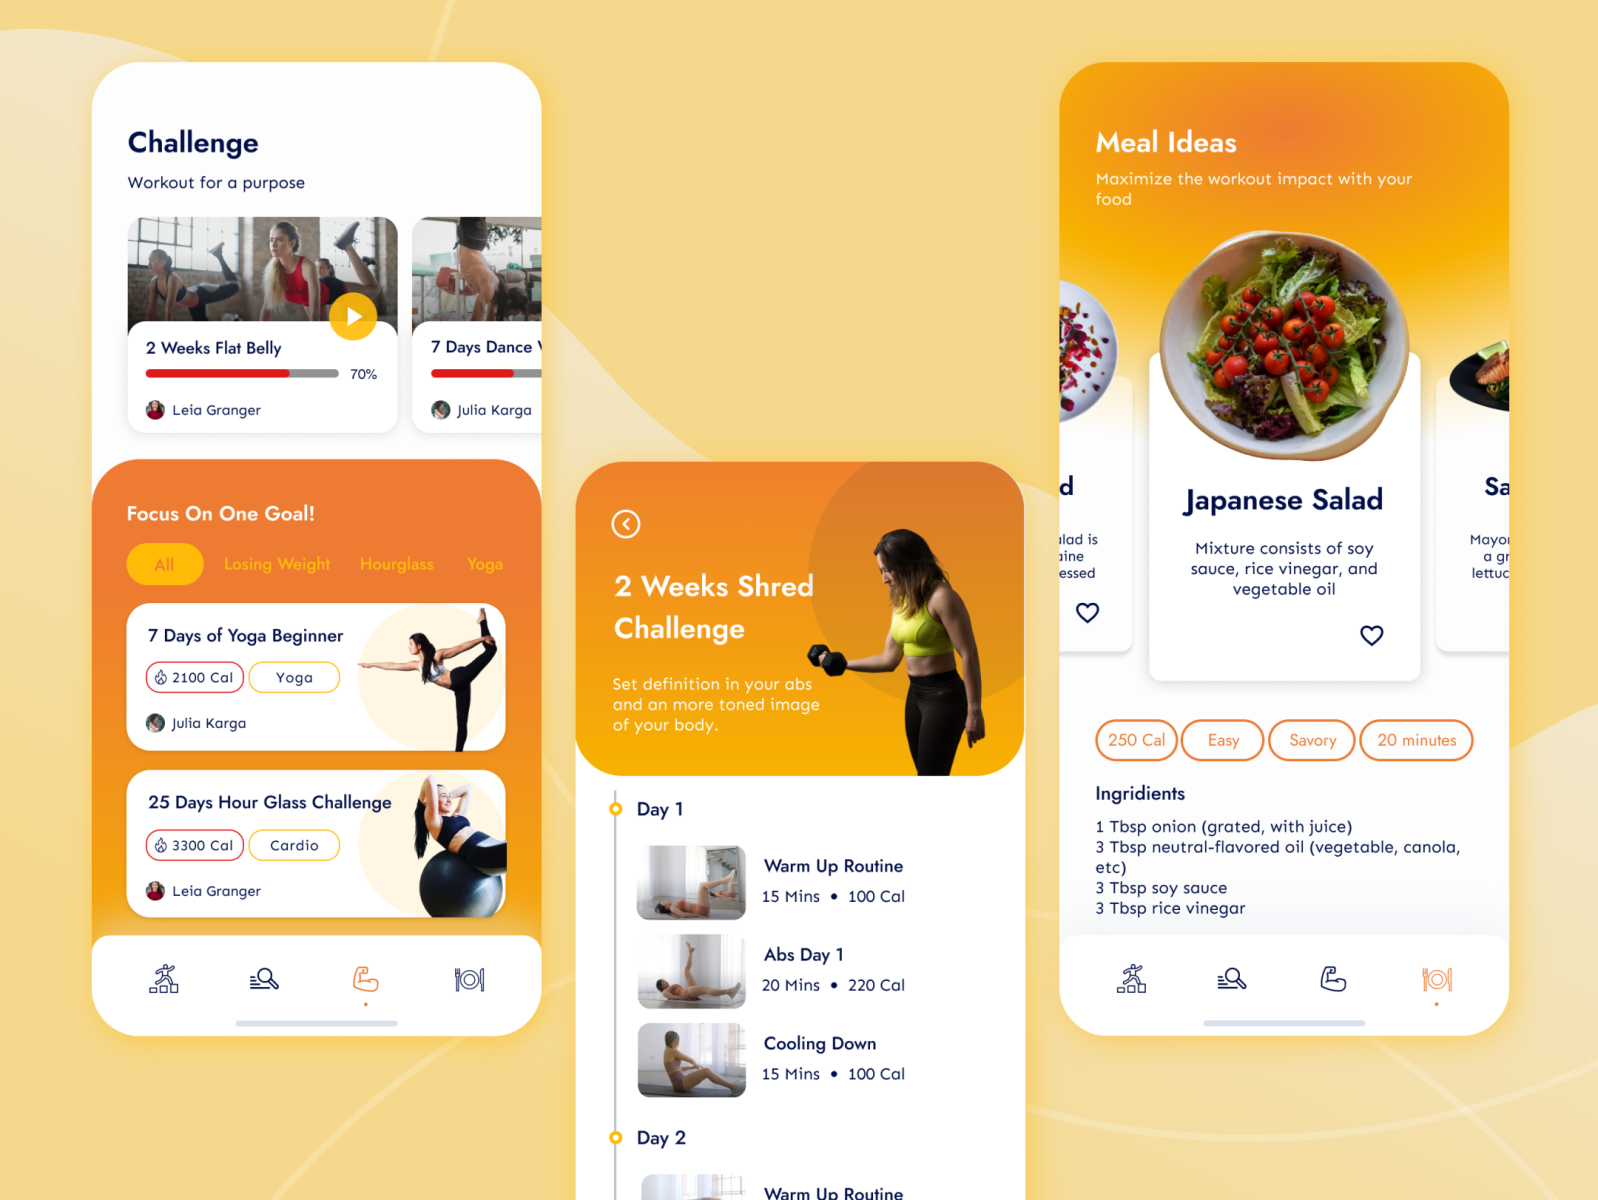 Challenge
Workout for a purpose
2 Weeks Flat Belly
70%
Leia Granger
7 Days Dance
Julia Karga
Focus On One Goal!
All
Losing Weight
Hourglass
Yoga
7 Days of Yoga Beginner
2100 Cal
Yoga
Julia Karga
25 Days Hour Glass Challenge
3300 Cal
Cardio
Leia Granger
2 Weeks Shred
Challenge
Set definition in your abs
and an more toned image
of your body.
Day 1
Warm Up Routine
15 Mins • 100 Cal
Abs Day 1
20 Mins • 220 Cal
Cooling Down
15 Mins • 100 Cal
Day 2
Warm Up Routine
Meal Ideas
Maximize the workout impact with your
food
d
alad is
aine
essed
Japanese Salad
Mixture consists of soy
sauce, rice vinegar, and
vegetable oil
Sa
Mayor
a gr
lettuc
250 Cal
Easy
Savory
20 minutes
Ingridients
1 Tbsp onion (grated, with juice)
3 Tbsp neutral-flavored oil (vegetable, canola,
etc)
3 Tbsp soy sauce
3 Tbsp rice vinegar